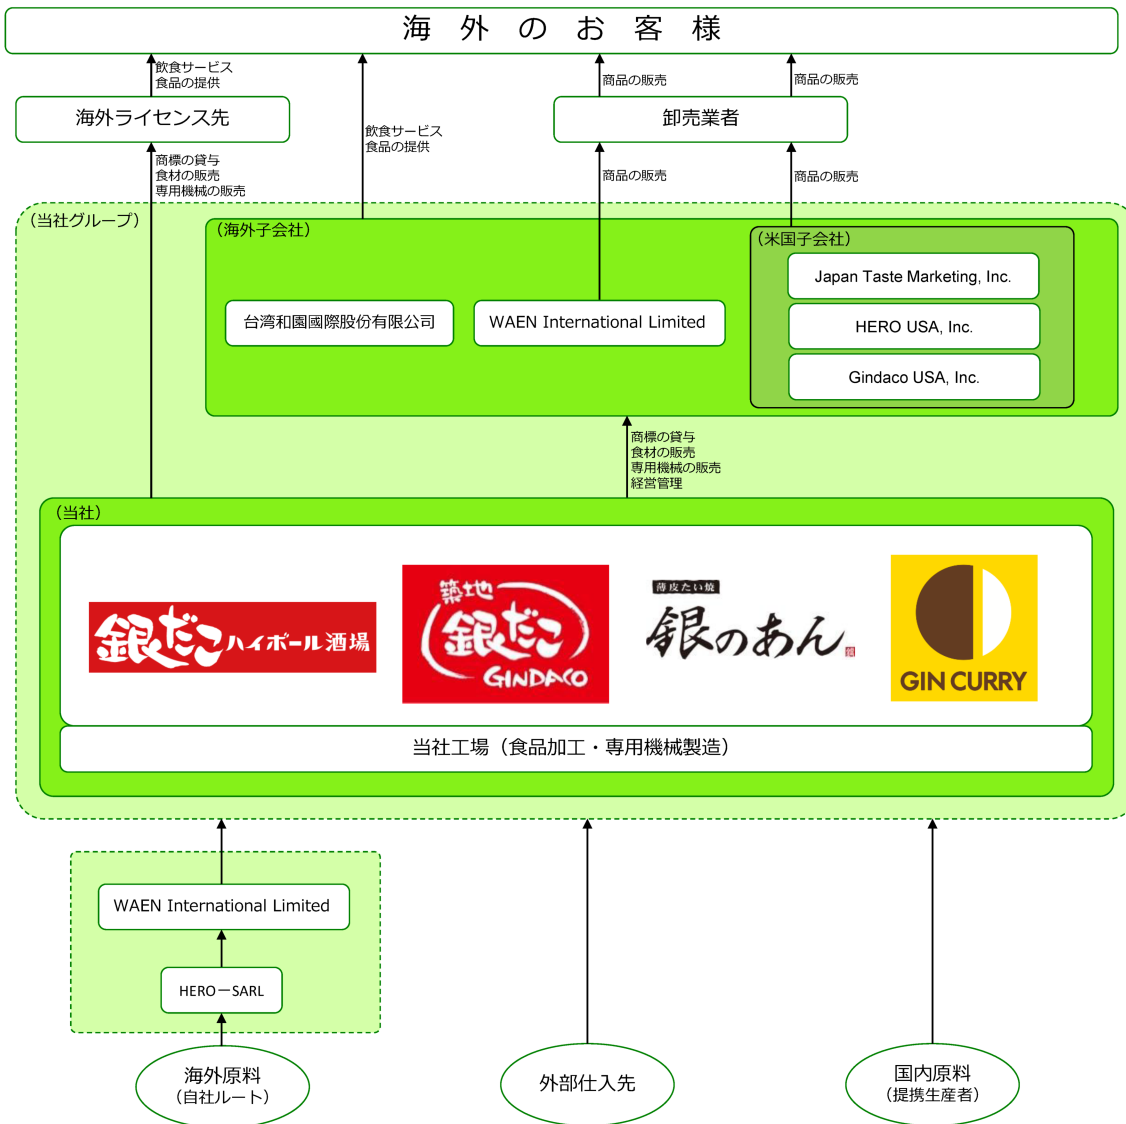 海外のお客様
飲食サービス
食品の提供
商品の販売
商品の販売
海外ライセンス先
卸売業者
飲食サービス
食品の提供
商標の貸与
食材の販売
専用機械の販売
商品の販売
商品の販売
（当社グループ）
（海外子会社）
（米国子会社）
Japan Taste Marketing, Inc.
台湾和園國際股份有限公司
WAEN International Limited
HERO USA, Inc.
Gindaco USA, Inc.
商標の貸与
食材の販売
専用機械の販売
経営管理
（当社）
銀だこハイボール酒場
築地
銀だこ
GINDACO
薄皮たい焼
銀のあん
GIN CURRY
当社工場（食品加工・専用機械製造）
WAEN International Limited
HERO－SARL
海外原料
（自社ルート）
外部仕入先
国内原料
（提携生産者）